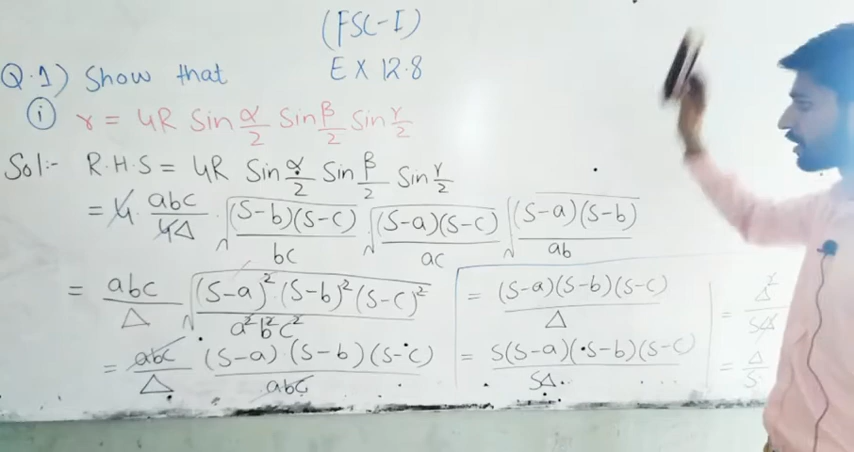 (FSC-I)
Q.1) Show that EX 12.8
(i) r = 4R Sin α/2 Sin β/2 Sin γ/2
Sol:- R.H.S = 4R Sin α/2 Sin β/2 Sin γ/2
= 4. abc/4Δ . √((S-b)(S-c)/bc) √((S-a)(S-c)/ac) √((S-a)(S-b)/ab)
= abc/Δ √((S-a)² (S-b)² (S-c)²/a²b²c²)
= abc/Δ (S-a) (S-b) (S-c)/abc
= (S-a)(S-b)(S-c)/Δ
= S(S-a)(S-b)(S-c)/SΔ
= Δ²/SΔ
= Δ/S